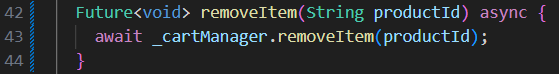 42 Future<void> removeItem(String productId) async {
43 await _cartManager.removeItem(productId);
44 }